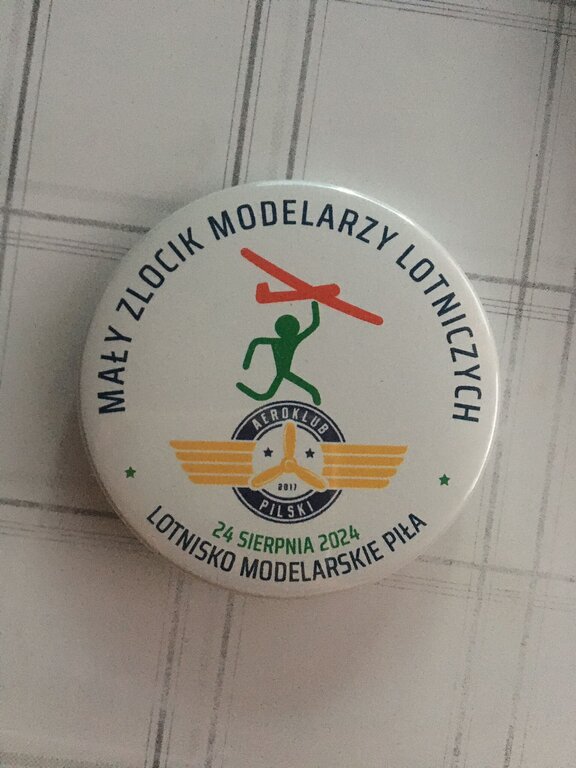 MAŁY ZLOCIK MODELARZY LOTNICZYCH
AEROKLUB
2017
PILSKI
24 SIERPNIA 2024
LOTNISKO MODELARSKIE PIŁA